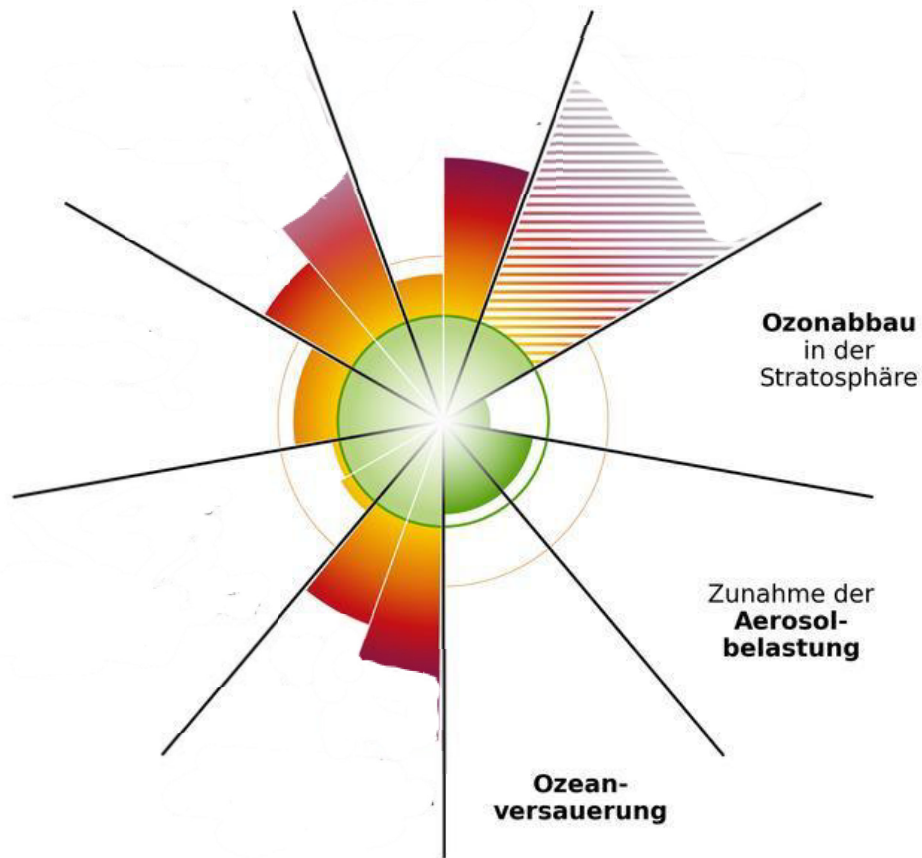 Ozonabbau
in der
Stratosphäre
Zunahme der
Aerosol-
belastung
Ozean-
versauerung